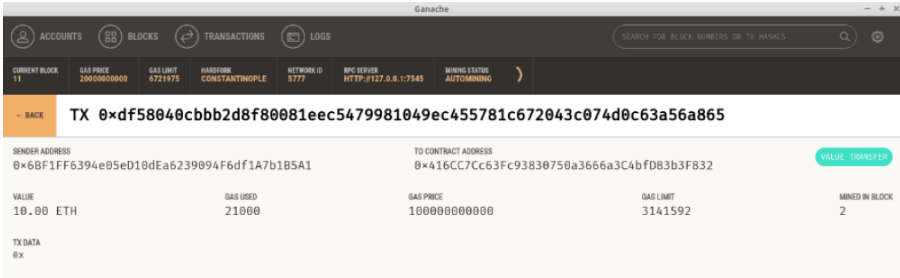 Ganache
ACCOUNTS BLOCKS TRANSACTIONS LOGS SEARCH FOR BLOCK NUMBERS OR TX HASHES
CURRENT BLOCK GAS PRICE GAS LIMIT HARDFORK NETWORK ID RPC SERVER MINING STATUS
11 20000000000 6721975 CONSTANTINOPLE 5777 HTTP://127.0.0.1:7545 AUTOMINING
← BACK TX 0×df58040cbbb2d8f80081eec5479981049ec455781c672043c074d0c63a56a865
SENDER ADDRESS TO CONTRACT ADDRESS
0×6BF1FF6394e05eD10dEa6239094F6df1A7b1B5A1 0×416CC7Cc63Fc93830750a3666a3C4bfD83b3F832 VALUE TRANSFER
VALUE GAS USED GAS PRICE GAS LIMIT MINED IN BLOCK
10.00 ETH 21000 100000000000 3141592 2
TX DATA
0×